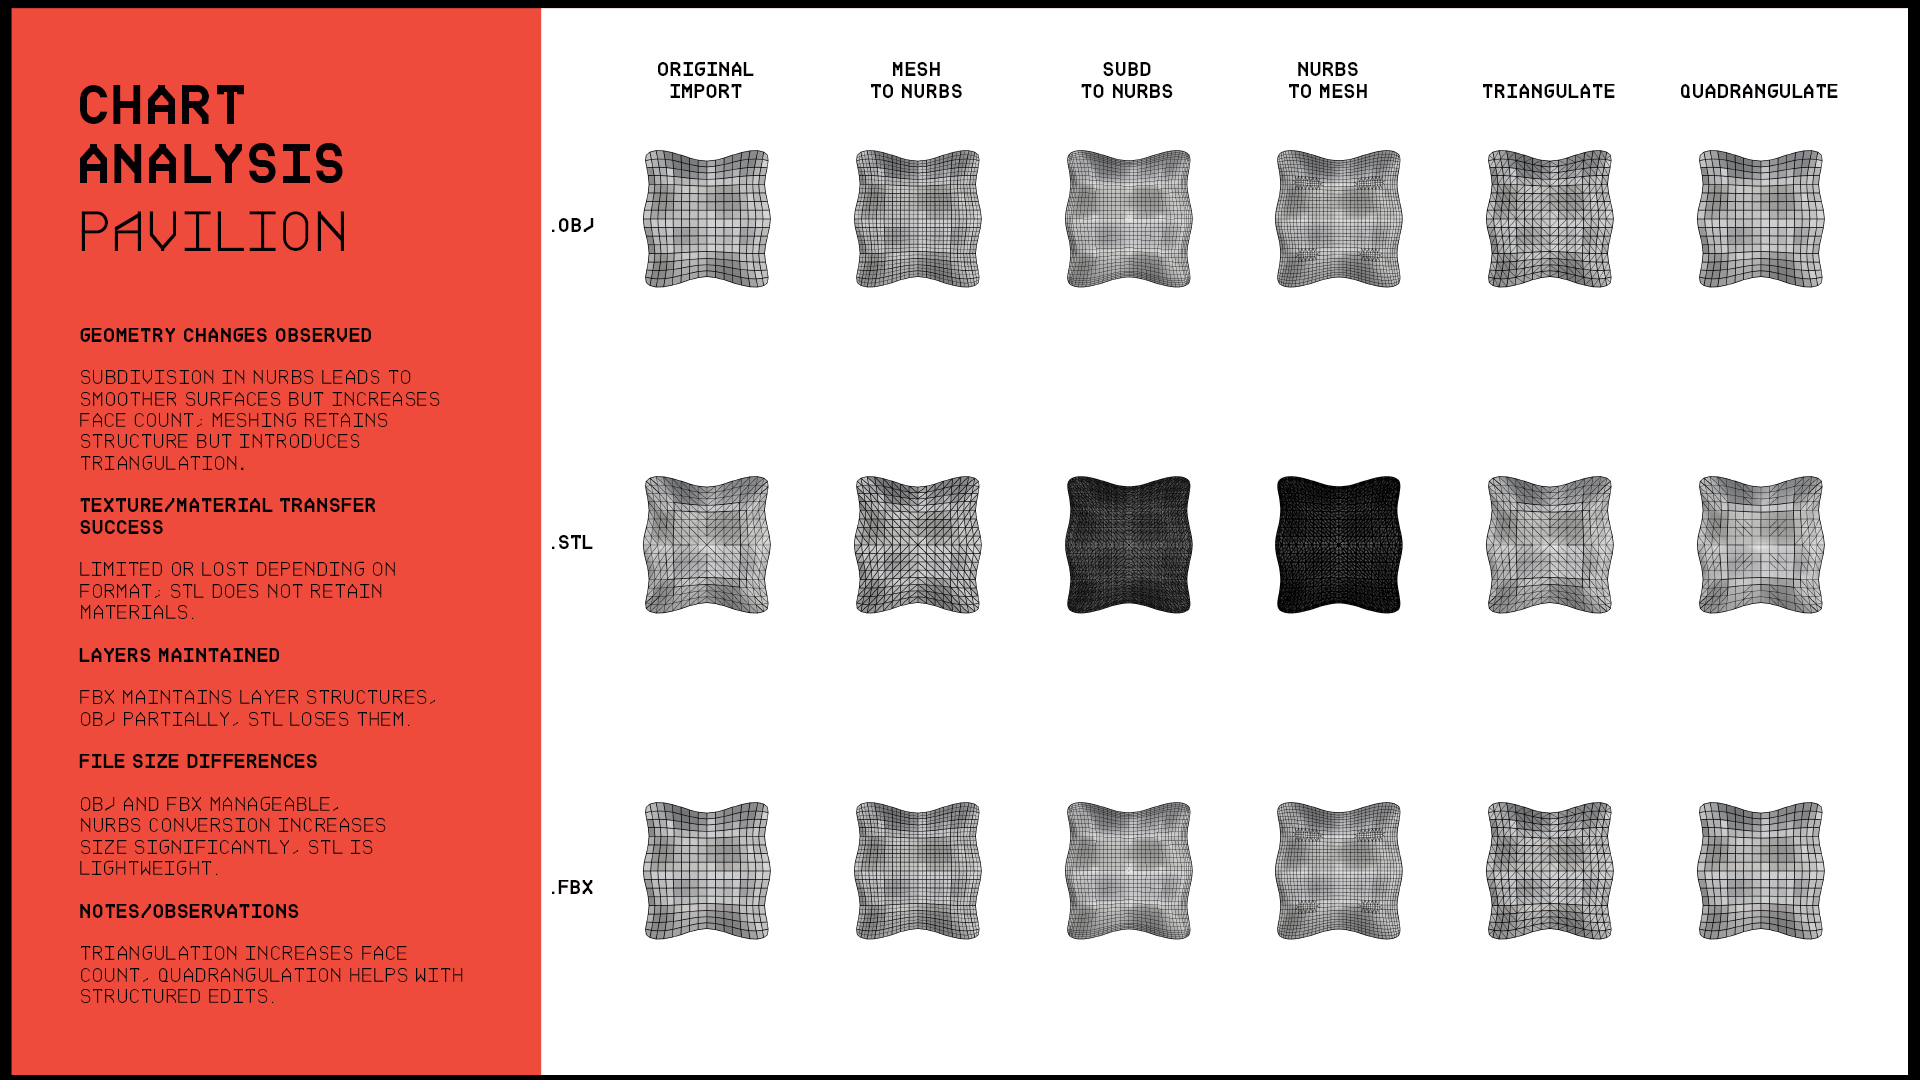 CHART
ANALYSIS
PAVILION
GEOMETRY CHANGES OBSERVED
SUBDIVISION IN NURBS LEADS TO
SMOOTHER SURFACES BUT INCREASES
FACE COUNT; MESHING RETAINS
STRUCTURE BUT INTRODUCES
TRIANGULATION.
TEXTURE/MATERIAL TRANSFER
SUCCESS
LIMITED OR LOST DEPENDING ON
FORMAT; STL DOES NOT RETAIN
MATERIALS.
LAYERS MAINTAINED
FBX MAINTAINS LAYER STRUCTURES,
OBJ PARTIALLY, STL LOSES THEM.
FILE SIZE DIFFERENCES
OBJ AND FBX MANAGEABLE,
NURBS CONVERSION INCREASES
SIZE SIGNIFICANTLY, STL IS
LIGHTWEIGHT.
NOTES/OBSERVATIONS
TRIANGULATION INCREASES FACE
COUNT, QUADRANGULATION HELPS WITH
STRUCTURED EDITS.
ORIGINAL
IMPORT
MESH
TO NURBS
SUBD
TO NURBS
NURBS
TO MESH
TRIANGULATE
QUADRANGULATE
.OBJ
.STL
.FBX